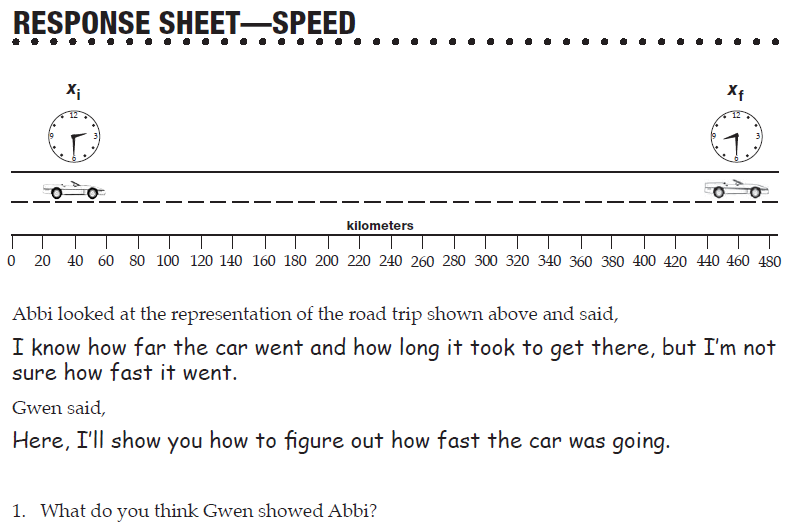 RESPONSE SHEET—SPEED
xi xf
12 12
9 3 9 3
6 6
kilometers
0 20 40 60 80 100 120 140 160 180 200 220 240 260 280 300 320 340 360 380 400 420 440 460 480
Abbi looked at the representation of the road trip shown above and said,
I know how far the car went and how long it took to get there, but I'm not
sure how fast it went.
Gwen said,
Here, I'll show you how to figure out how fast the car was going.
1. What do you think Gwen showed Abbi?